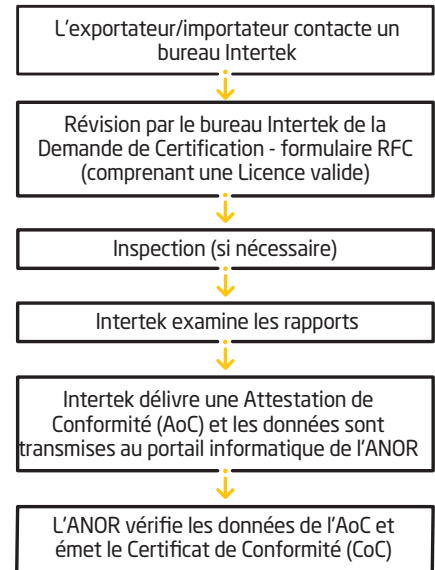 L'exportateur/importateur contacte un
bureau Intertek
Révision par le bureau Intertek de la
Demande de Certification - formulaire RFC
(comprenant une Licence valide)
Inspection (si nécessaire)
Intertek examine les rapports
Intertek délivre une Attestation de
Conformité (AoC) et les données sont
transmises au portail informatique de l'ANOR
L'ANOR vérifie les données de l'AoC et
émet le Certificat de Conformité (CoC)